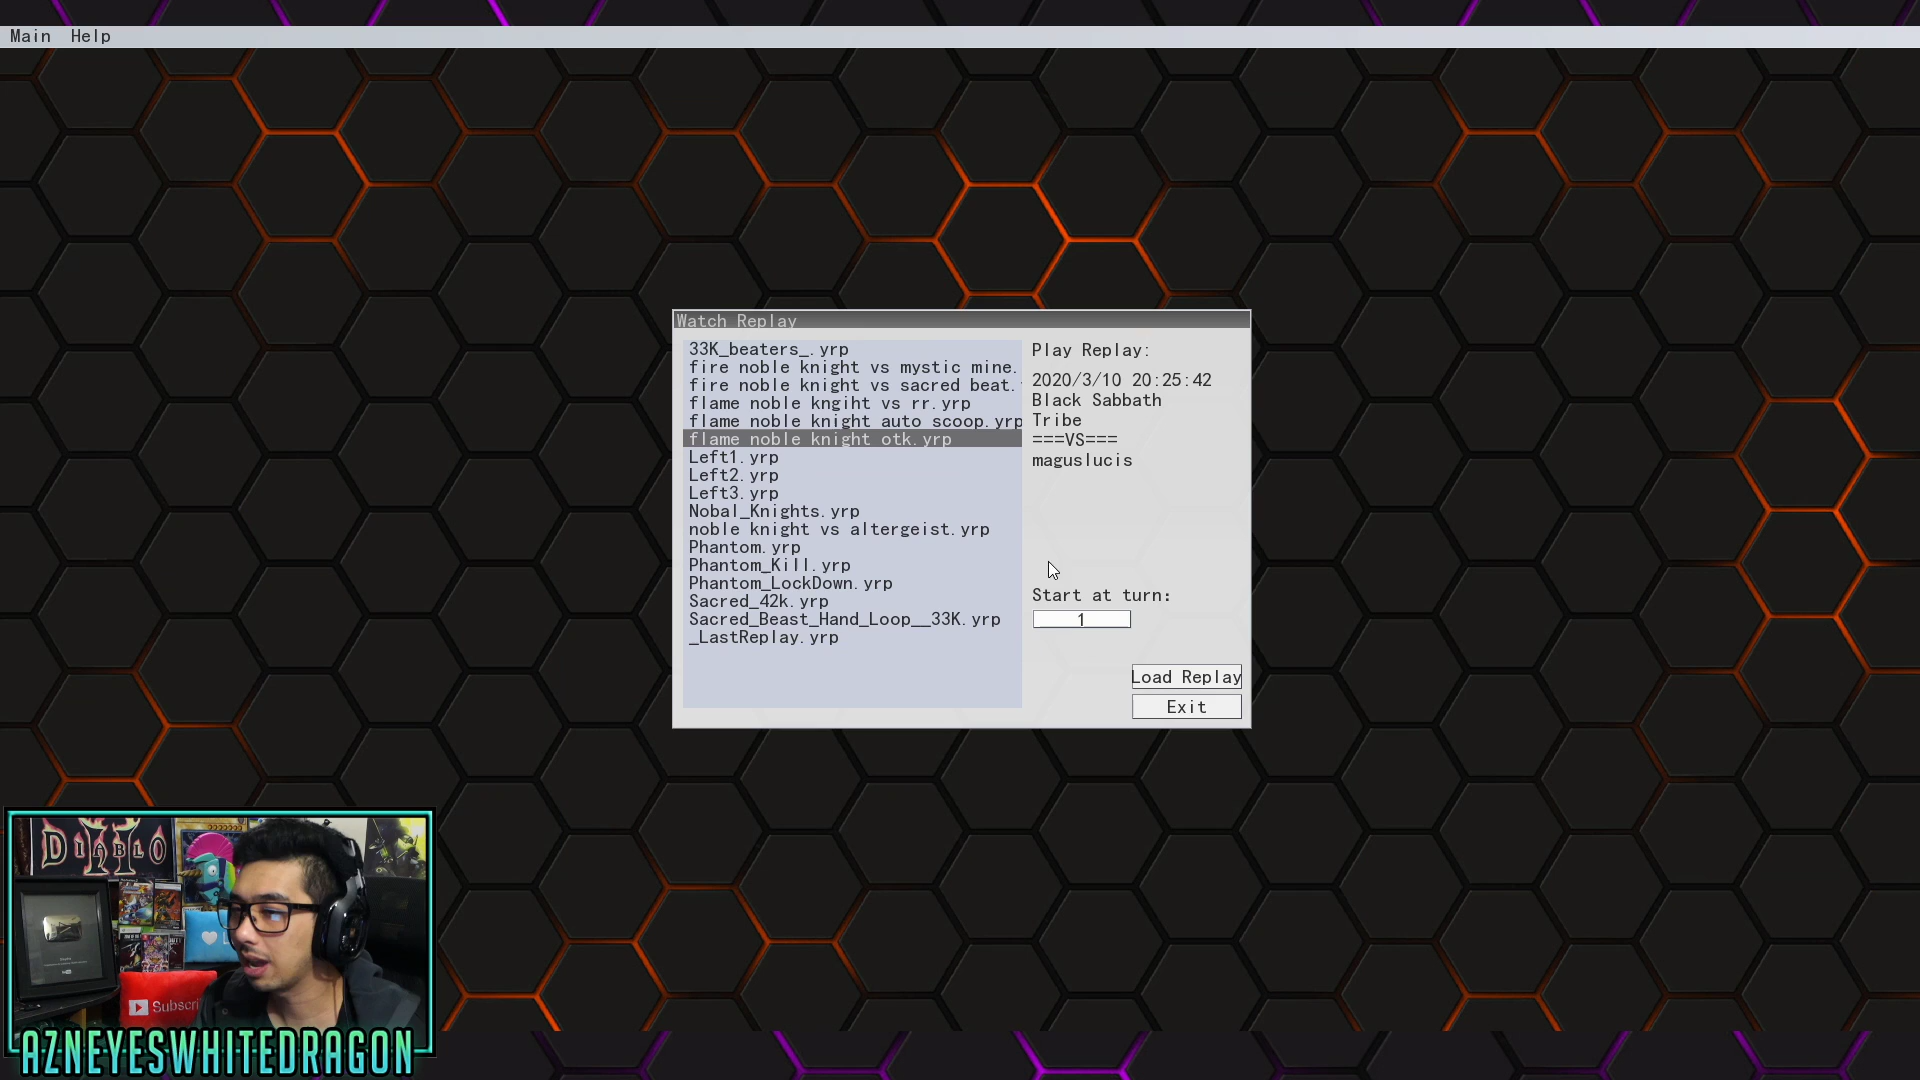 Main Help
Watch Replay
33K_beaters_.yrp
fire noble knight vs mystic mine.
fire noble knight vs sacred beat.
flame noble kngiht vs rr.yrp
flame noble knight auto scoop.yrp
flame noble knight otk.yrp
Left1.yrp
Left2.yrp
Left3.yrp
Nobal_Knights.yrp
noble knight vs altergeist.yrp
Phantom.yrp
Phantom_Kill.yrp
Phantom_LockDown.yrp
Sacred_42k.yrp
Sacred_Beast_Hand_Loop__33K.yrp
_LastReplay.yrp
Play Replay:
2020/3/10 20:25:42
Black Sabbath
Tribe
===VS===
maguslucis
Start at turn:
1
Load Replay
Exit
DIABLO
Subscri
AZNEYESWHITEDRAGON